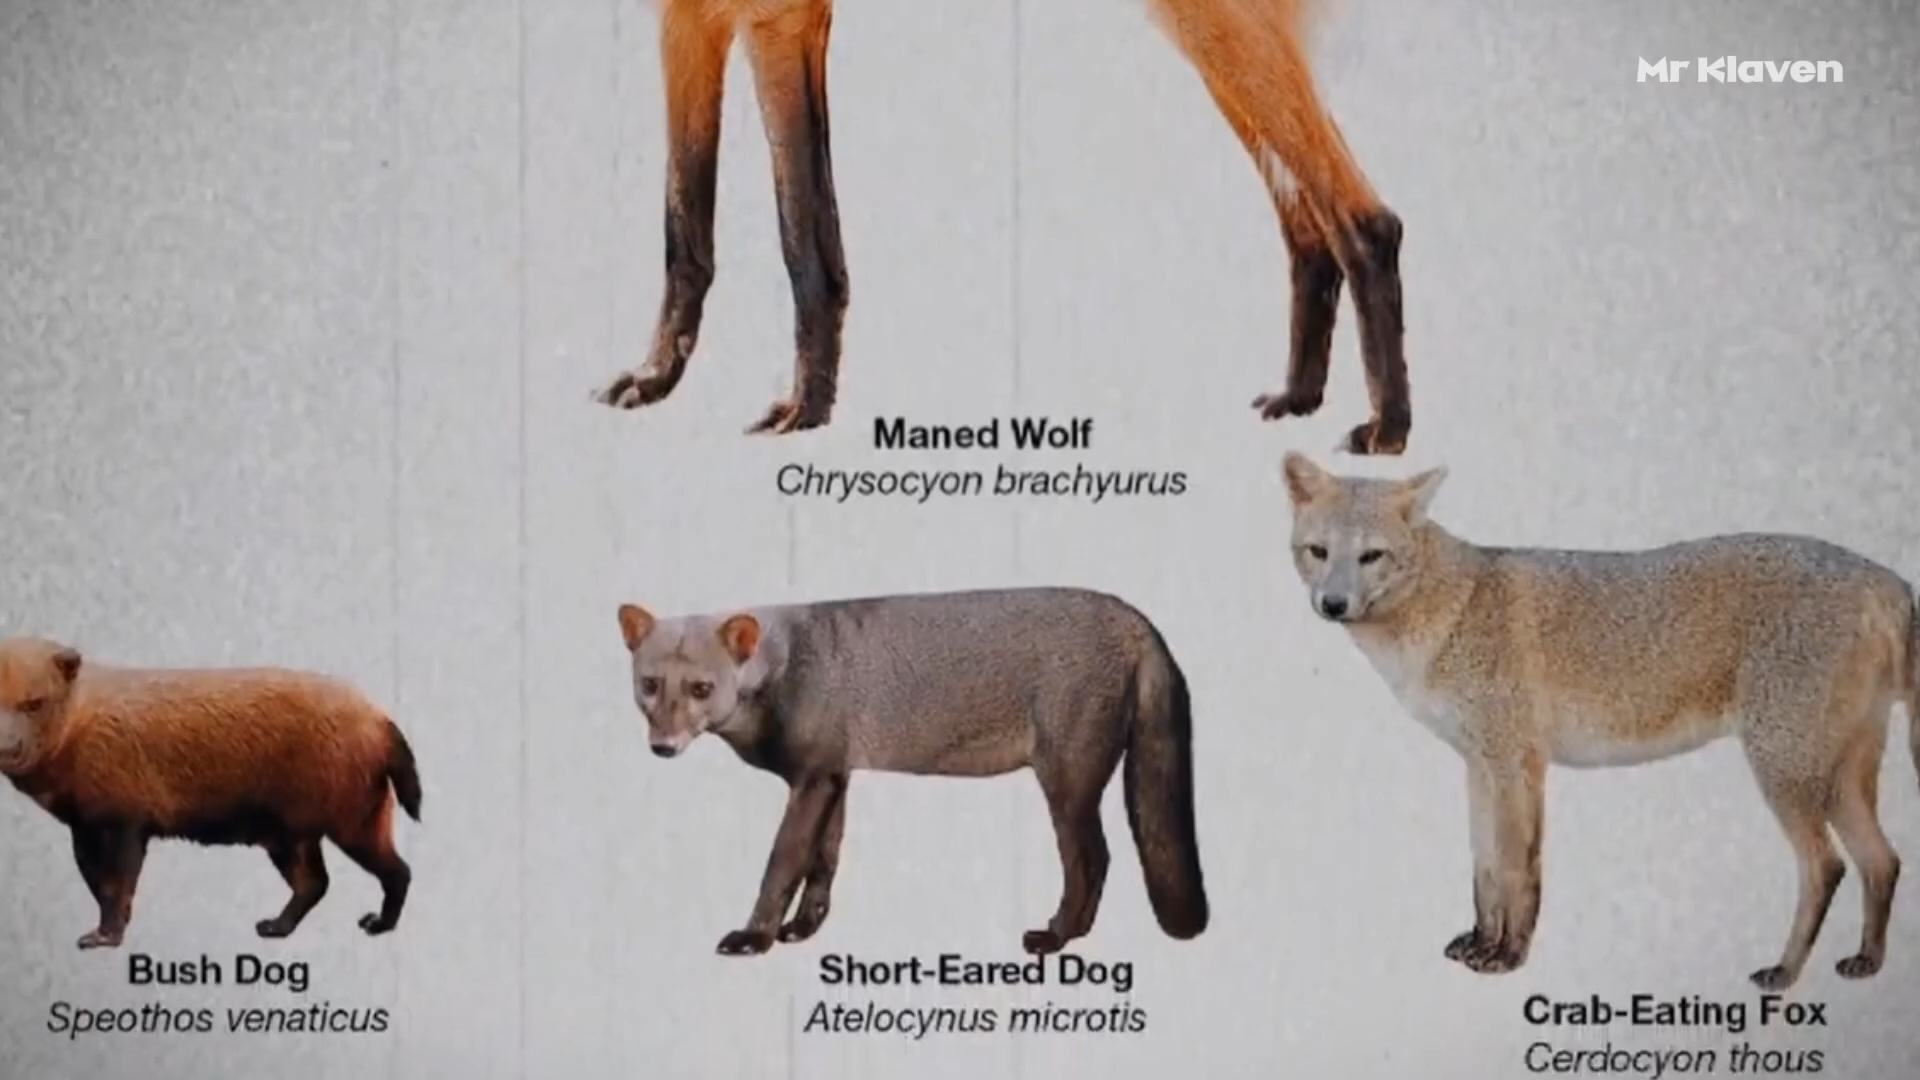 Mr Klaven
Maned Wolf
Chrysocyon brachyurus
Bush Dog
Speothos venaticus
Short-Eared Dog
Atelocynus microtis
Crab-Eating Fox
Cerdocyon thous